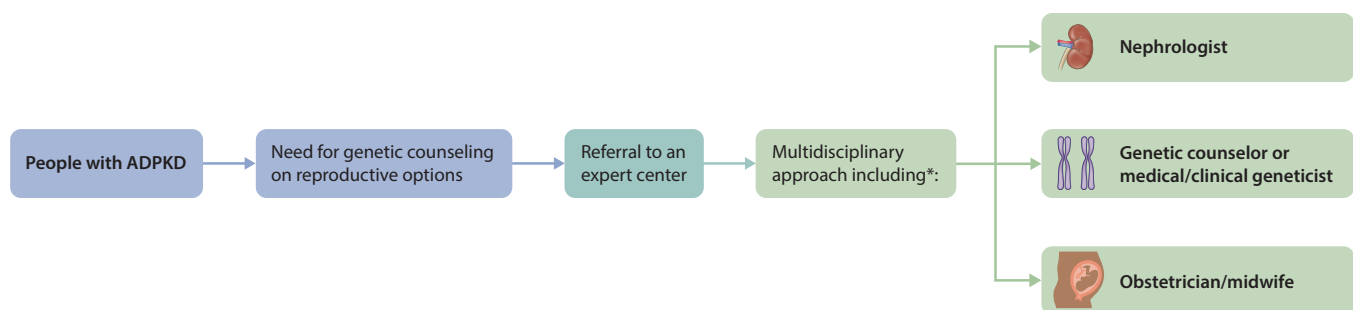 People with ADPKD
Need for genetic counseling
on reproductive options
Referral to an
expert center
Multidisciplinary
approach including*:
Nephrologist
Genetic counselor or
medical/clinical geneticist
Obstetrician/midwife